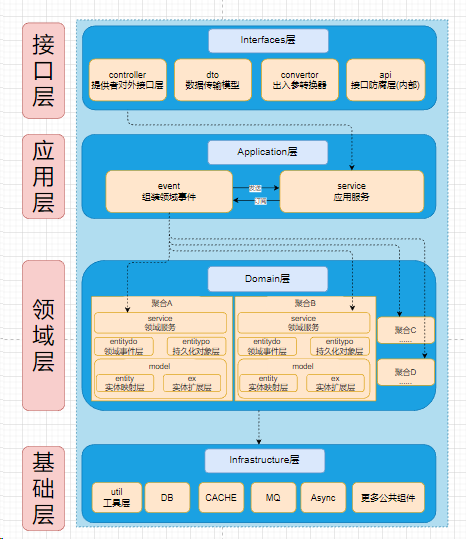 接口层
Interfaces层
controller
提供者对外接口层
dto
数据传输模型
convertor
出入参转换器
api
接口防腐层(内部)
应用层
Application层
event
组装领域事件
发送
订阅
service
应用服务
领域层
Domain层
聚合A
service
领域服务
entitydo
领域事件层
entitypo
持久化对象层
model
entity
实体映射层
ex
实体扩展层
聚合B
service
领域服务
entitydo
领域事件层
entitypo
持久化对象层
model
entity
实体映射层
ex
实体扩展层
聚合C
......
聚合D
......
基础层
Infrastructure层
util
工具层
DB
CACHE
MQ
Async
更多公共组件